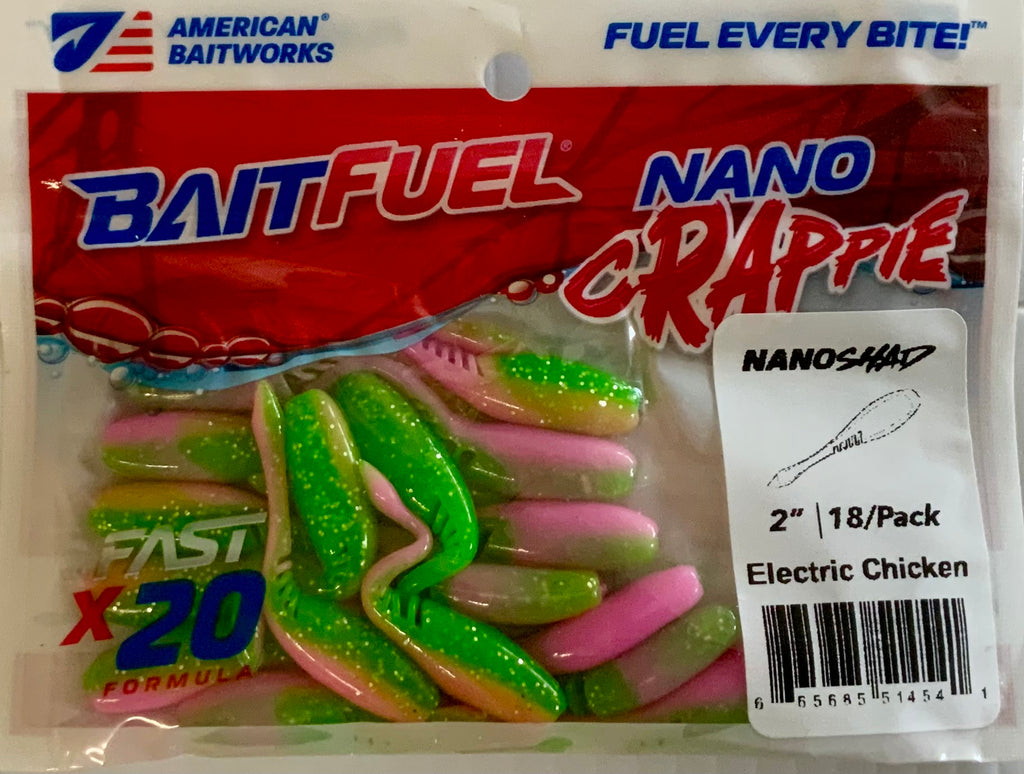 AMERICAN®
BAITWORKS
FUEL EVERY BITE!™
BAITFUEL®
NANO
CRAPPIE
NANOSHAD
2" | 18/Pack
Electric Chicken
6 65685 51454 1
FAST
X20
FORMULA